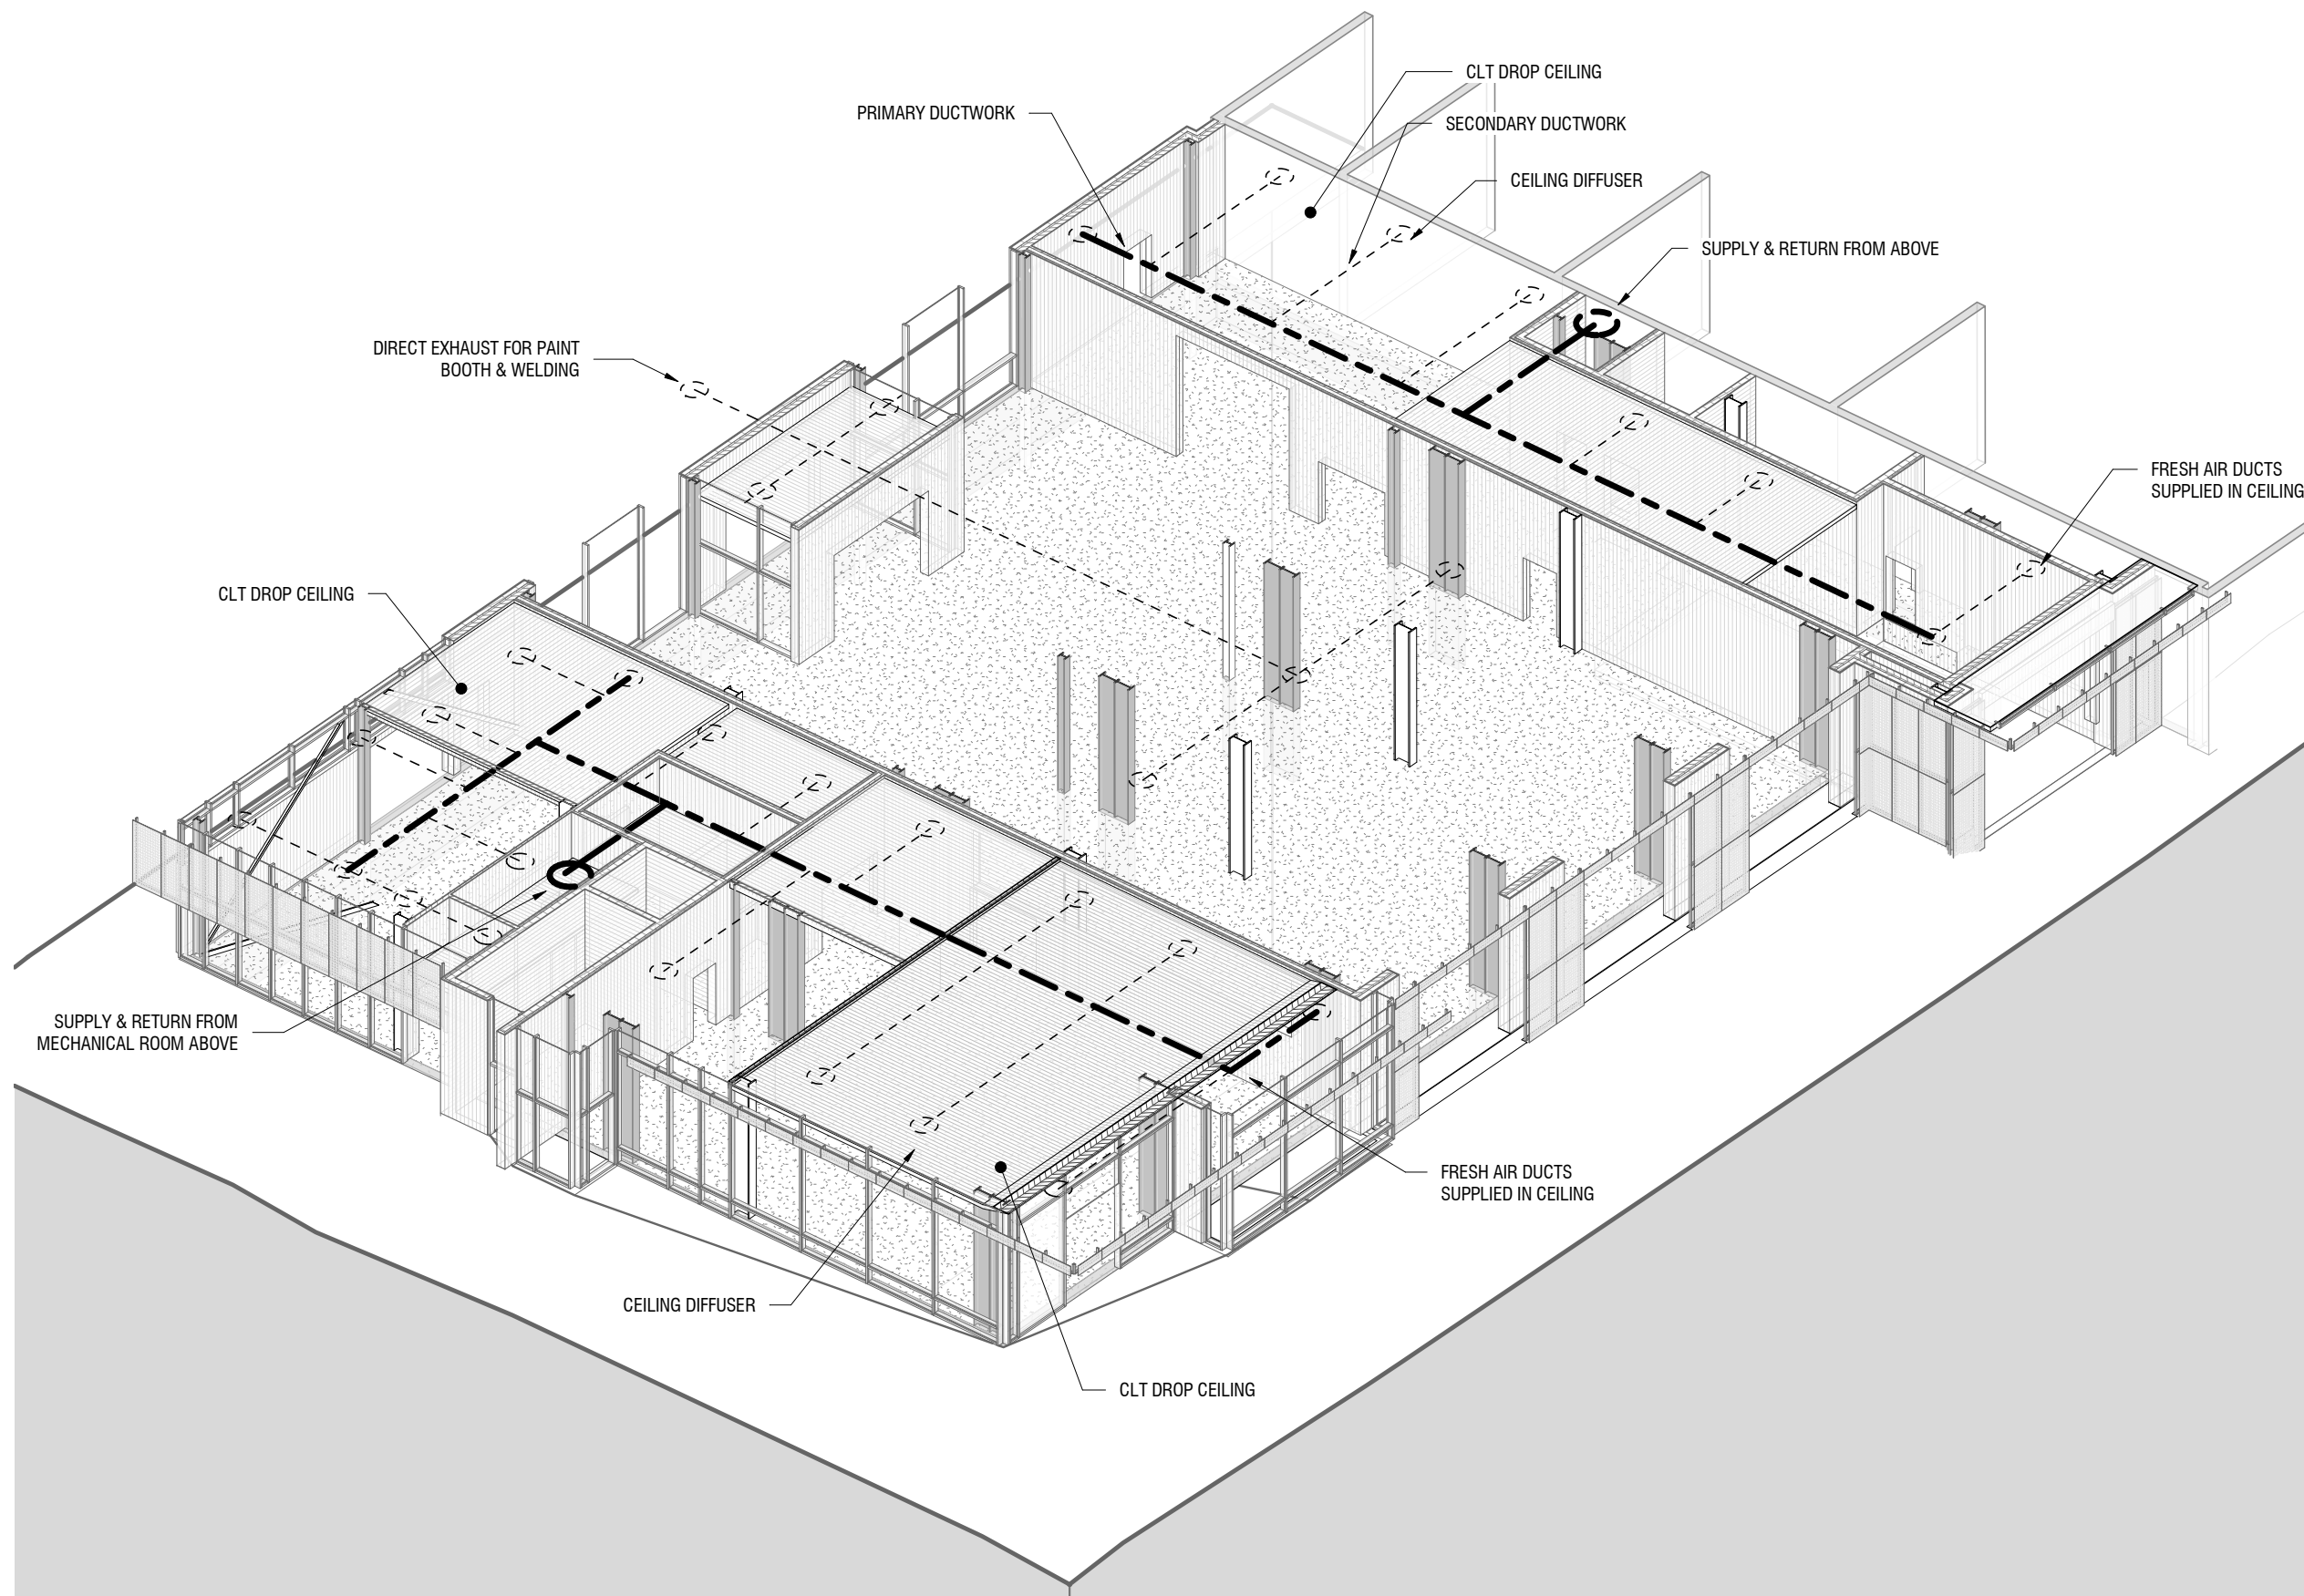 CLT DROP CEILING
PRIMARY DUCTWORK
SECONDARY DUCTWORK
CEILING DIFFUSER
SUPPLY & RETURN FROM ABOVE
DIRECT EXHAUST FOR PAINT
BOOTH & WELDING
FRESH AIR DUCTS
SUPPLIED IN CEILING
CLT DROP CEILING
SUPPLY & RETURN FROM
MECHANICAL ROOM ABOVE
FRESH AIR DUCTS
SUPPLIED IN CEILING
CEILING DIFFUSER
CLT DROP CEILING